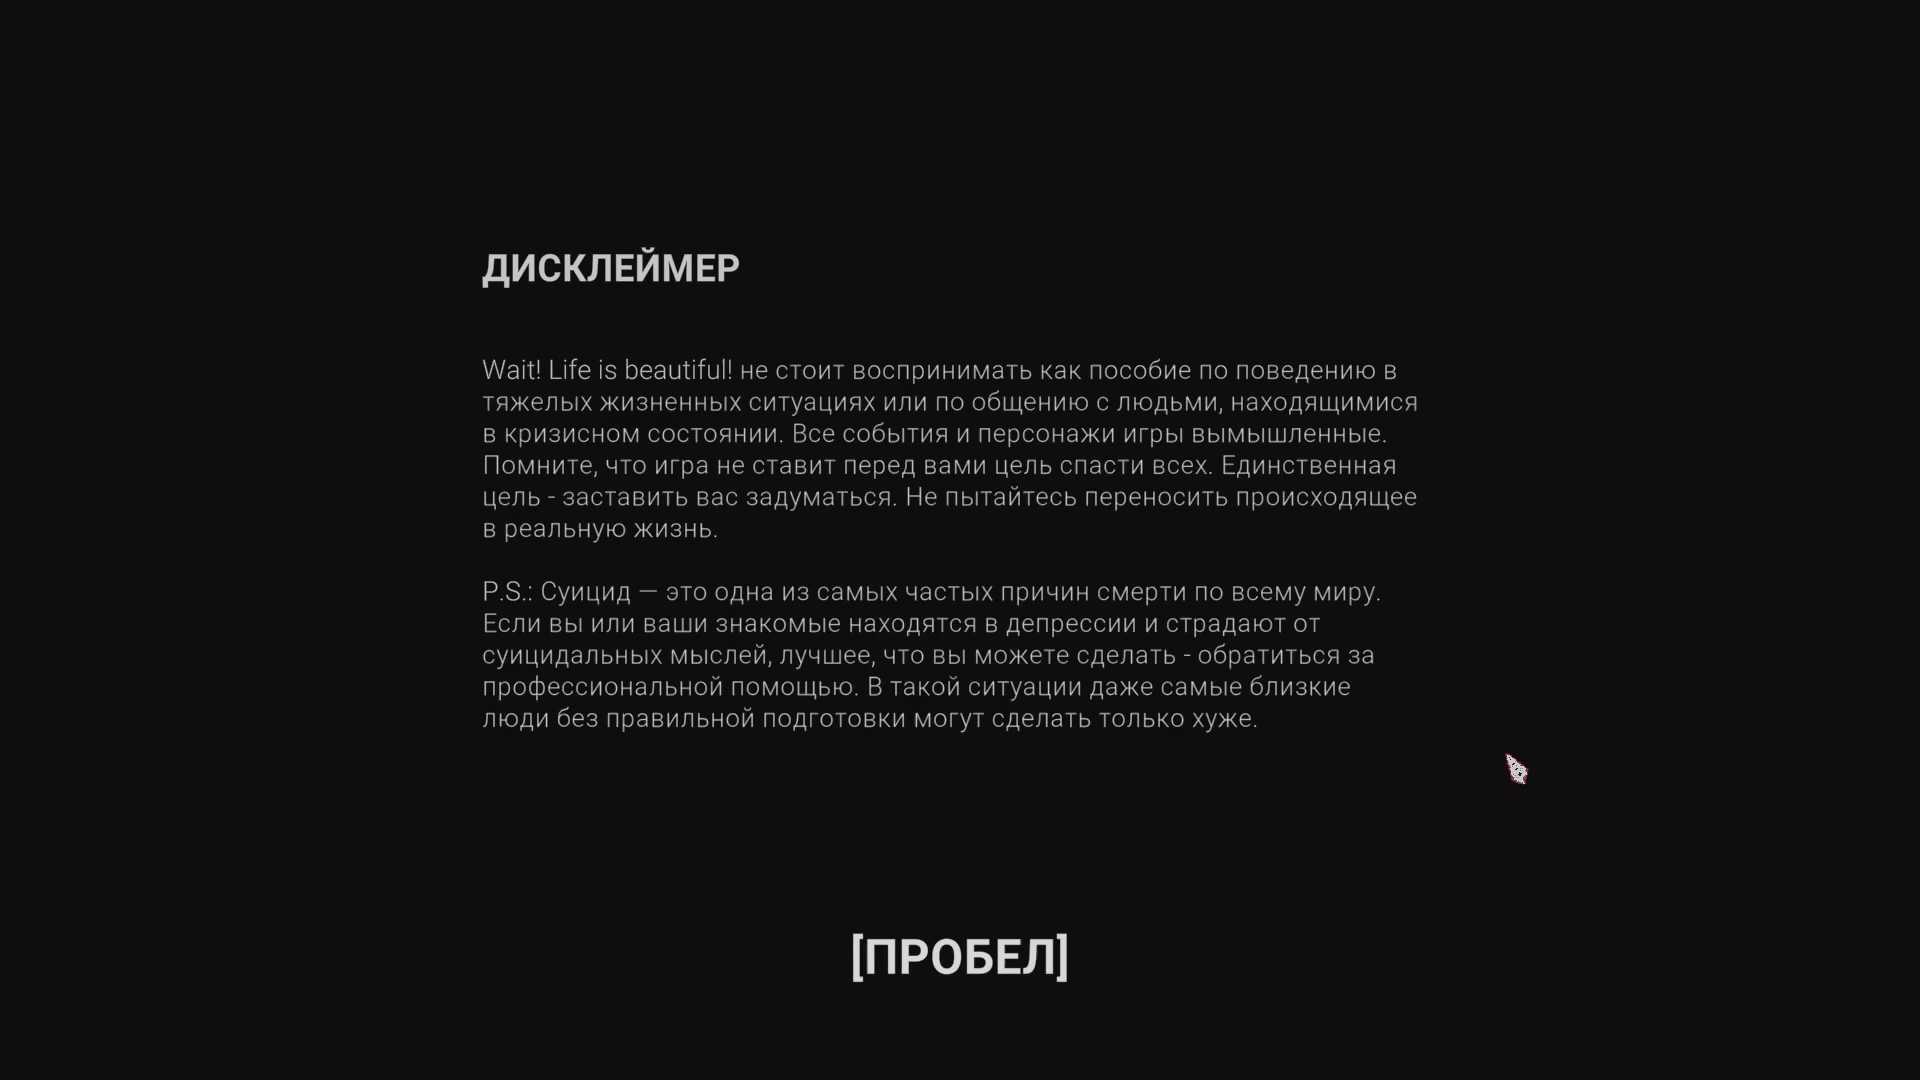 ДИСКЛЕЙМЕР
Wait! Life is beautiful! не стоит воспринимать как пособие по поведению в
тяжелых жизненных ситуациях или по общению с людьми, находящимися
в кризисном состоянии. Все события и персонажи игры вымышленные.
Помните, что игра не ставит перед вами цель спасти всех. Единственная
цель - заставить вас задуматься. Не пытайтесь переносить происходящее
в реальную жизнь.
P.S.: Суицид — это одна из самых частых причин смерти по всему миру.
Если вы или ваши знакомые находятся в депрессии и страдают от
суицидальных мыслей, лучшее, что вы можете сделать - обратиться за
профессиональной помощью. В такой ситуации даже самые близкие
люди без правильной подготовки могут сделать только хуже.
[ПРОБЕЛ]